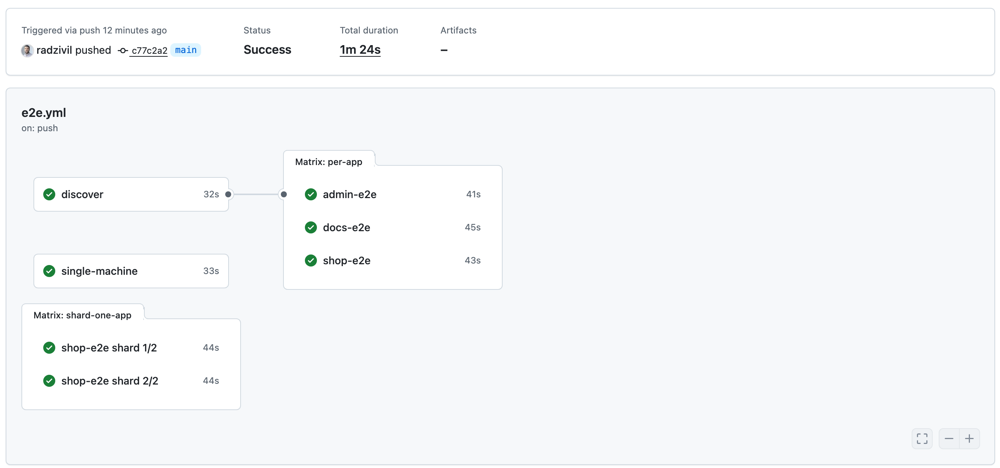 Triggered via push 12 minutes ago
radzivil pushed c77c2a2 main
Status
Success
Total duration
1m 24s
Artifacts
–
e2e.yml
on: push
discover 32s
Matrix: per-app
admin-e2e 41s
docs-e2e 45s
shop-e2e 43s
single-machine 33s
Matrix: shard-one-app
shop-e2e shard 1/2 44s
shop-e2e shard 2/2 44s